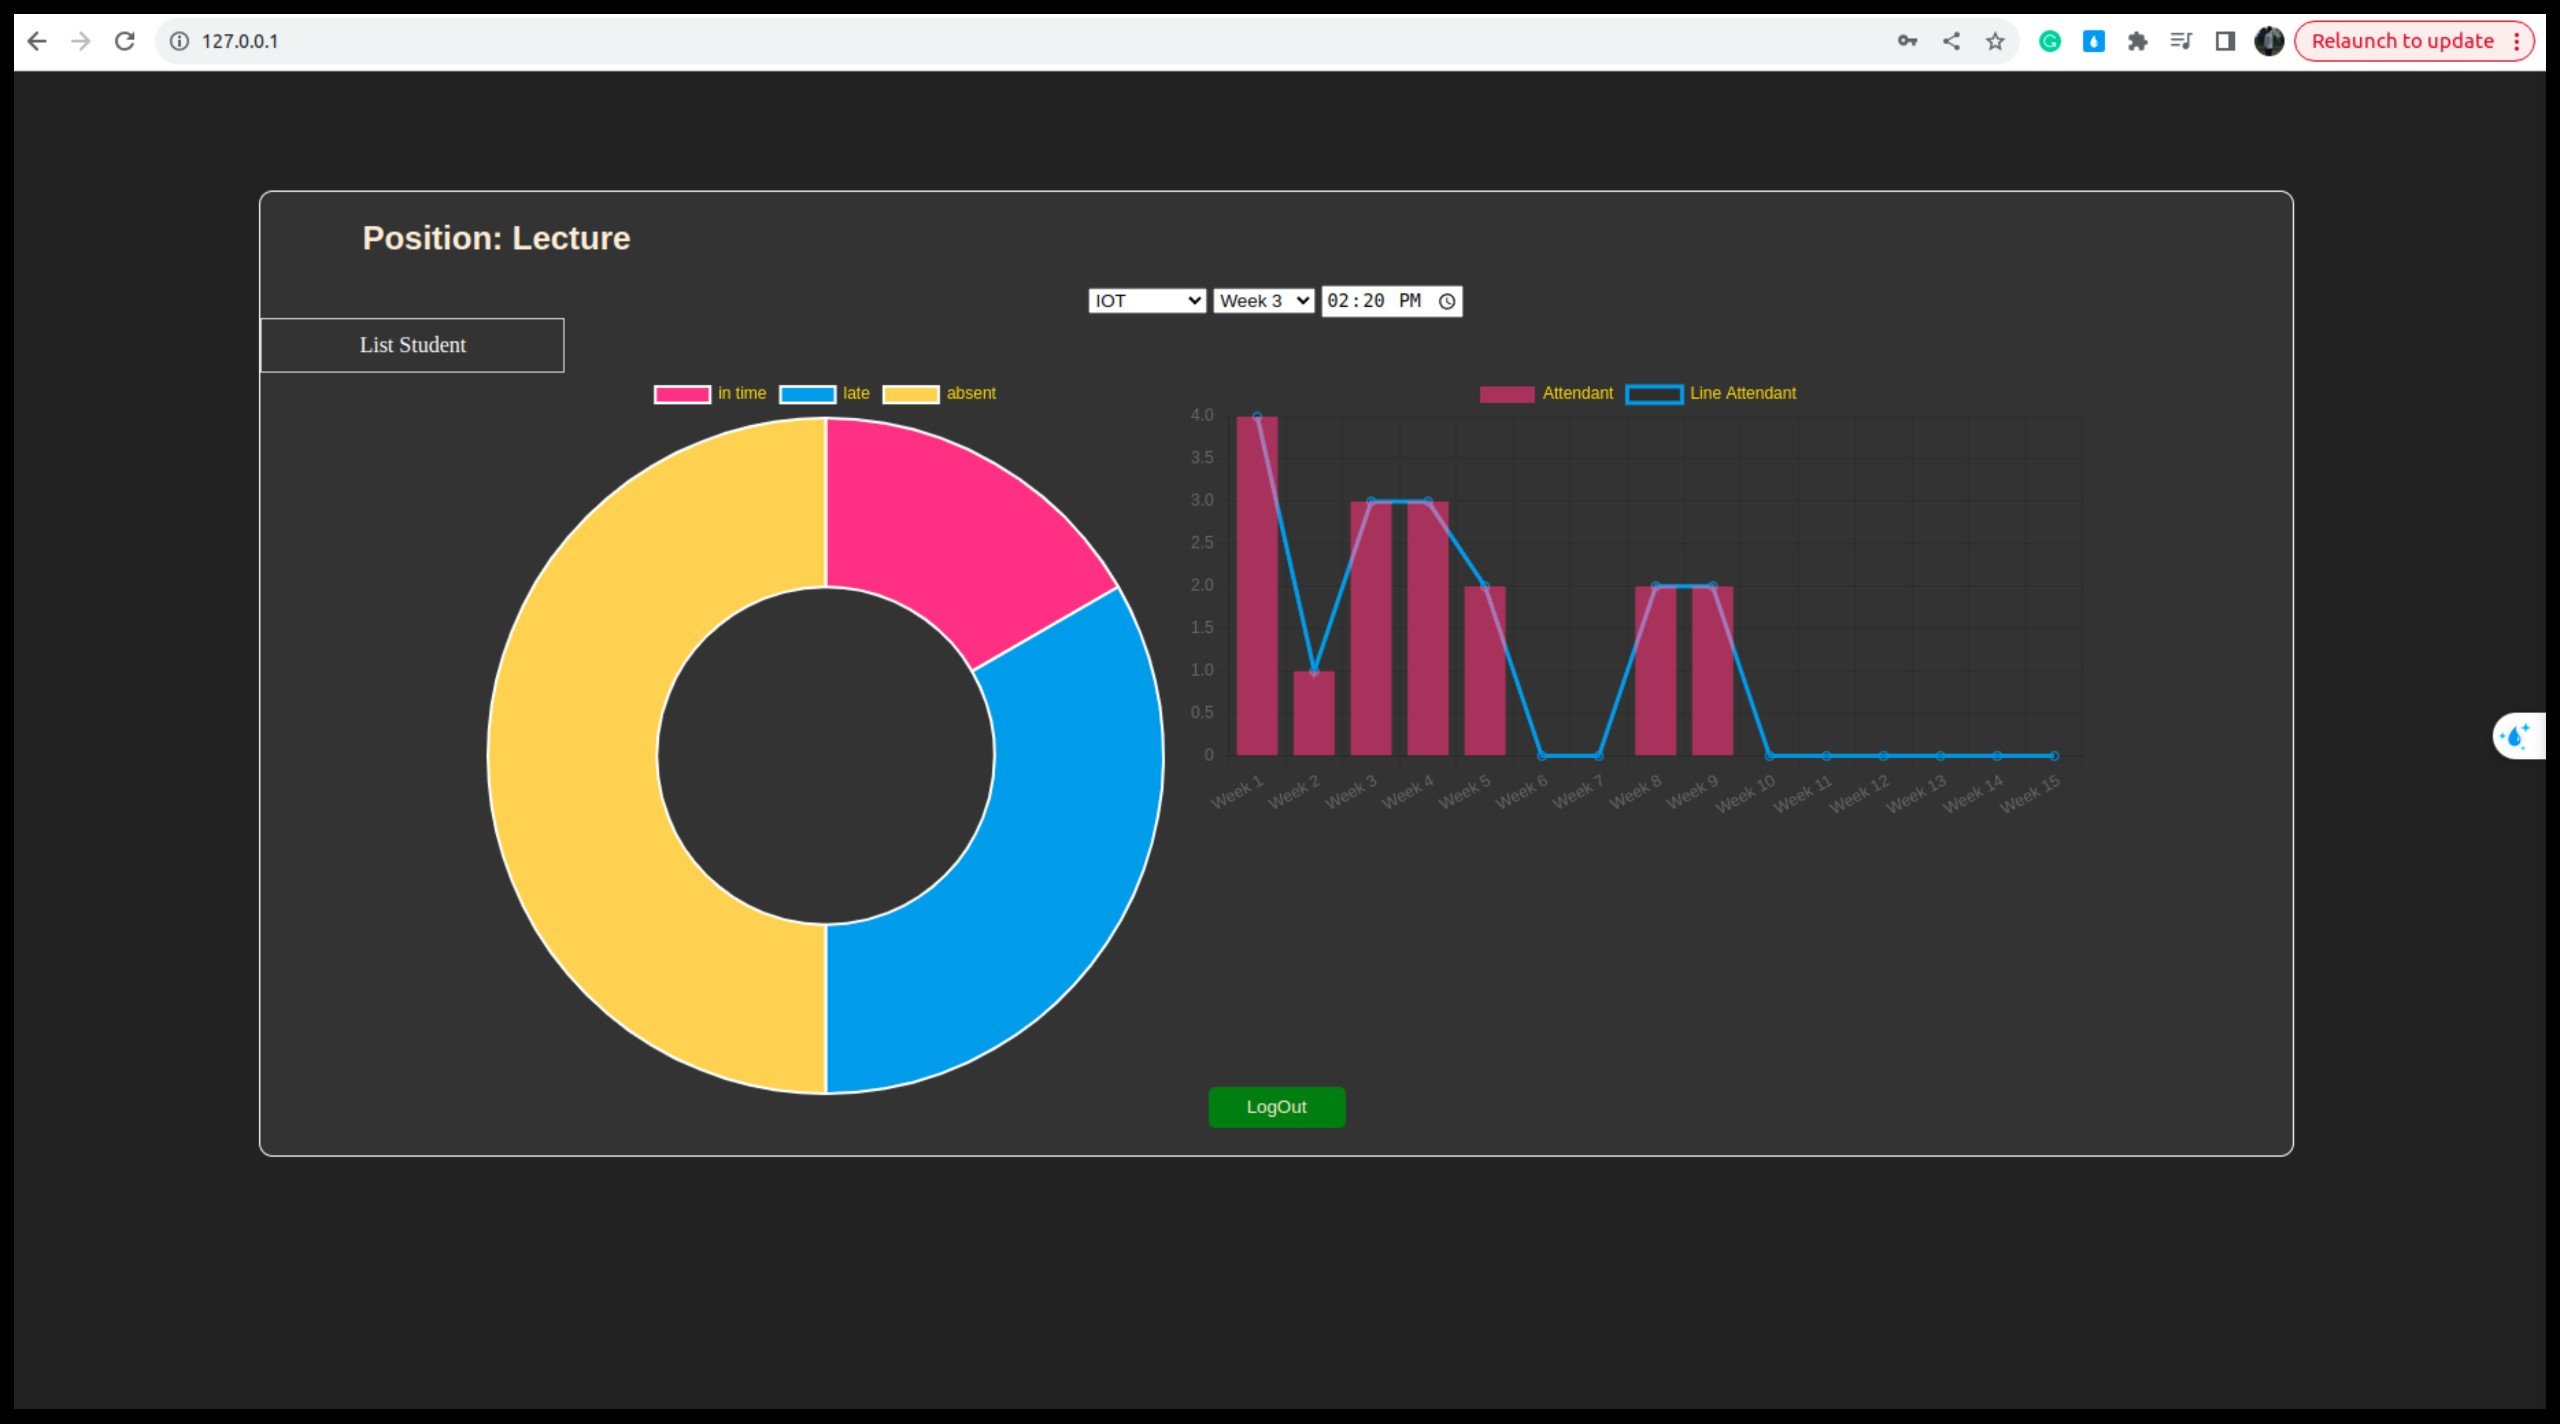 127.0.0.1
Relaunch to update
Position: Lecture
IOT Week 3 02:20 PM
List Student
in time late absent
Attendant Line Attendant
4.0
3.5
3.0
2.5
2.0
1.5
1.0
0.5
0
Week 1 Week 2 Week 3 Week 4 Week 5 Week 6 Week 7 Week 8 Week 9 Week 10 Week 11 Week 12 Week 13 Week 14 Week 15
LogOut